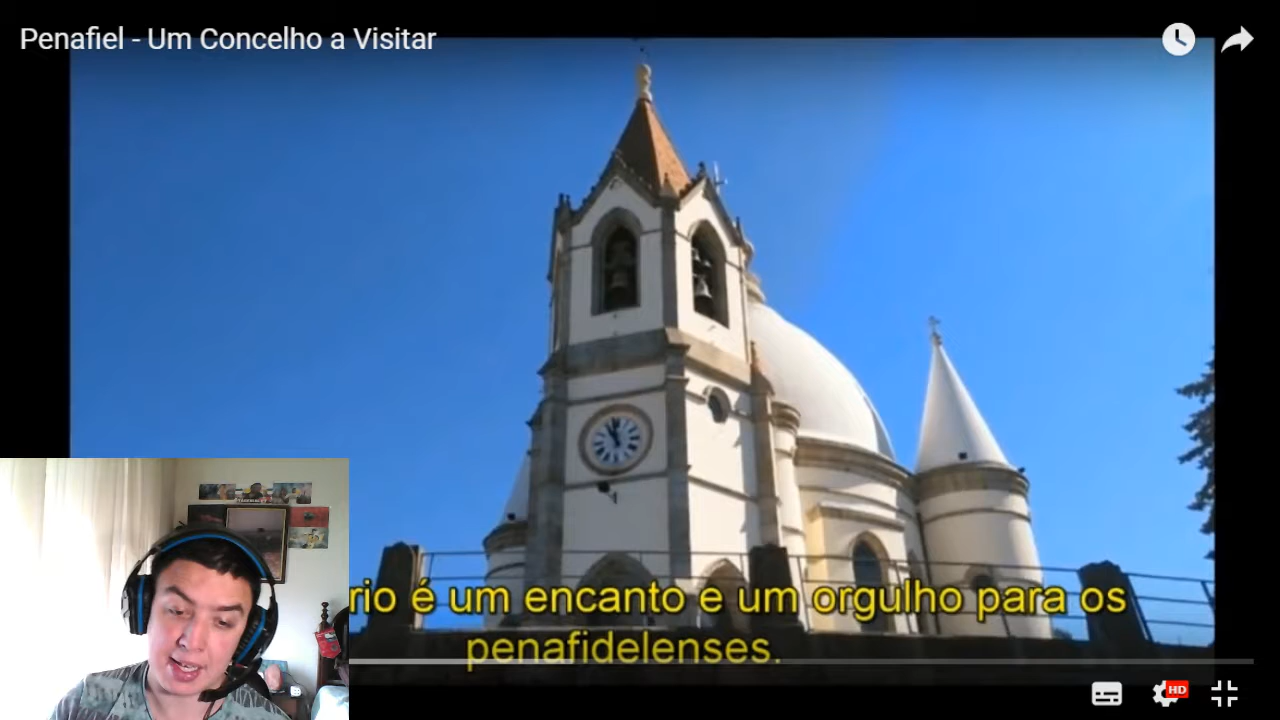 Penafiel - Um Concelho a Visitar
rio é um encanto e um orgulho para os
penafidelenses.
HD